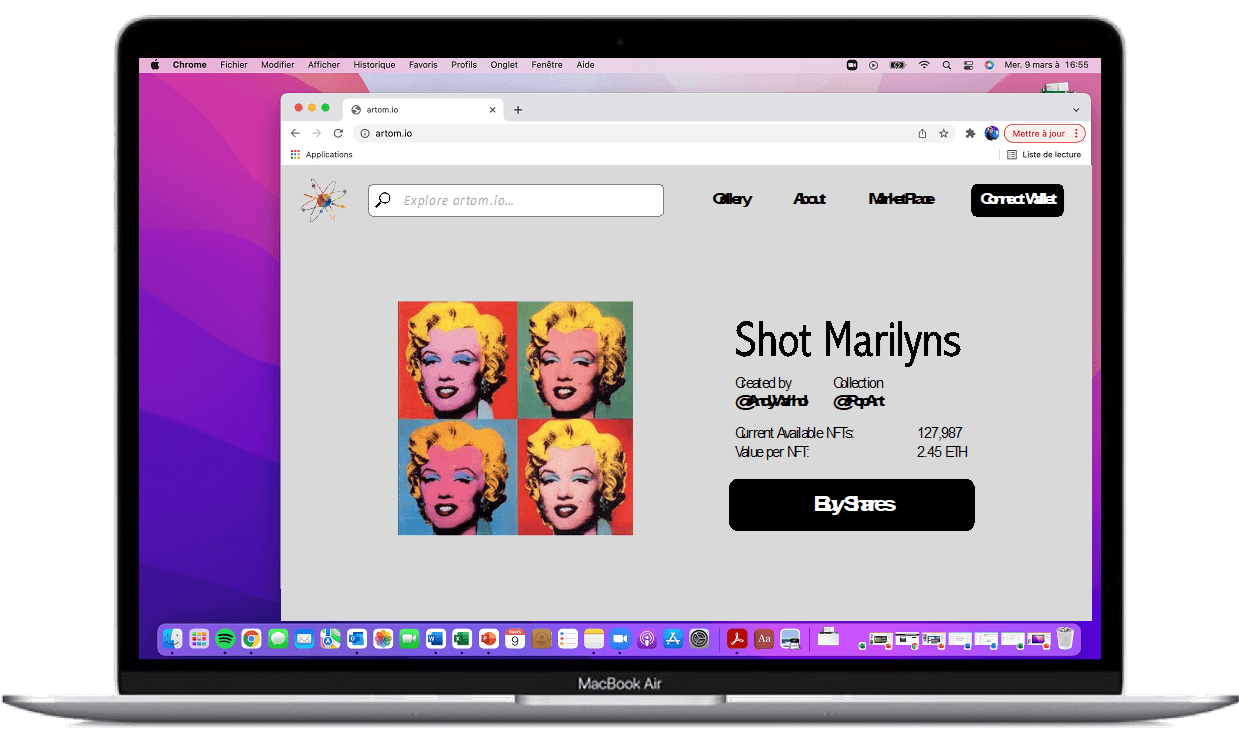 Chrome Fichier Modifier Afficher Historique Favoris Profils Onglet Fenêtre Aide Mer. 9 mars à 16:55
artom.io
artom.io Mettre à jour
Applications Liste de lecture
Explore artom.io... Gallery About MarketPlace Connect Wallet
Shot Marilyns
Created by Collection
@AndyWarhol @PopArt
Current Available NFTs: 127,987
Value per NFT: 2.45 ETH
Buy Shares
MARS
9
Aa
MacBook Air